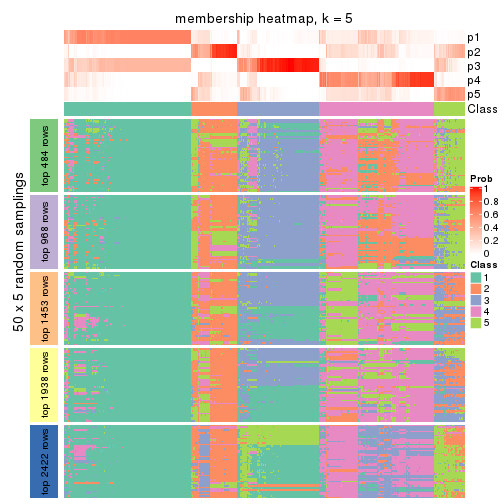 membership heatmap, k = 5
p1
p2
p3
p4
p5
Class
50 x 5 random samplings
top 484 rows
top 968 rows
top 1453 rows
top 1938 rows
top 2422 rows
Prob
1
0.8
0.6
0.4
0.2
0
Class
1
2
3
4
5